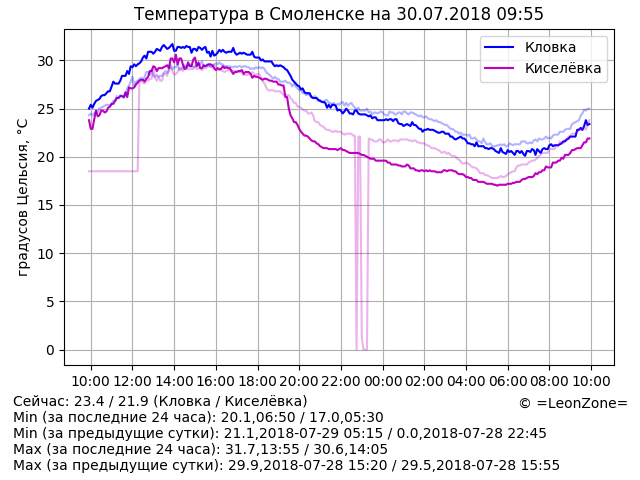 Температура в Смоленске на 30.07.2018 09:55
Кловка
Киселёвка
градусов Цельсия, °C
30
25
20
15
10
5
0
10:00 12:00 14:00 16:00 18:00 20:00 22:00 00:00 02:00 04:00 06:00 08:00 10:00
Сейчас: 23.4 / 21.9 (Кловка / Киселёвка)
© =LeonZone=
Min (за последние 24 часа): 20.1,06:50 / 17.0,05:30
Min (за предыдущие сутки): 21.1,2018-07-29 05:15 / 0.0,2018-07-28 22:45
Max (за последние 24 часа): 31.7,13:55 / 30.6,14:05
Max (за предыдущие сутки): 29.9,2018-07-28 15:20 / 29.5,2018-07-28 15:55